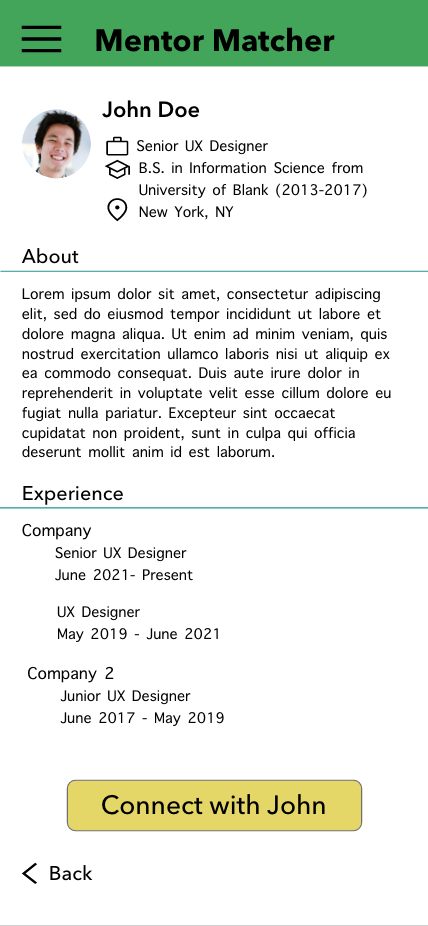 Mentor Matcher
John Doe
Senior UX Designer
B.S. in Information Science from
University of Blank (2013-2017)
New York, NY
About
Lorem ipsum dolor sit amet, consectetur adipiscing
elit, sed do eiusmod tempor incididunt ut labore et
dolore magna aliqua. Ut enim ad minim veniam, quis
nostrud exercitation ullamco laboris nisi ut aliquip ex
ea commodo consequat. Duis aute irure dolor in
reprehenderit in voluptate velit esse cillum dolore eu
fugiat nulla pariatur. Excepteur sint occaecat
cupidatat non proident, sunt in culpa qui officia
deserunt mollit anim id est laborum.
Experience
Company
Senior UX Designer
June 2021- Present
UX Designer
May 2019 - June 2021
Company 2
Junior UX Designer
June 2017 - May 2019
Connect with John
Back